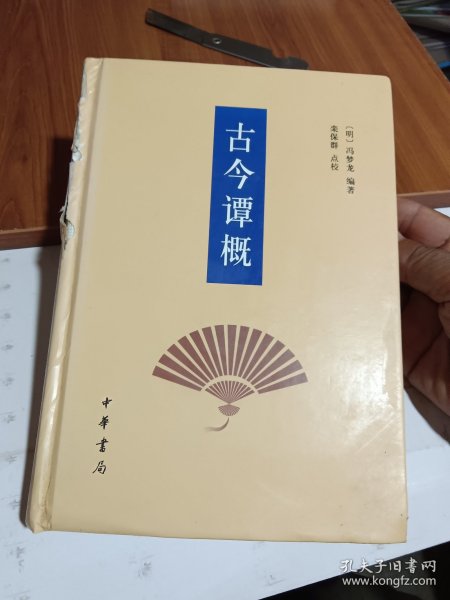 古今谭概
〔明〕冯梦龙 编著
栾保群 点校
中华书局
孔夫子旧书网
www.kongfz.com